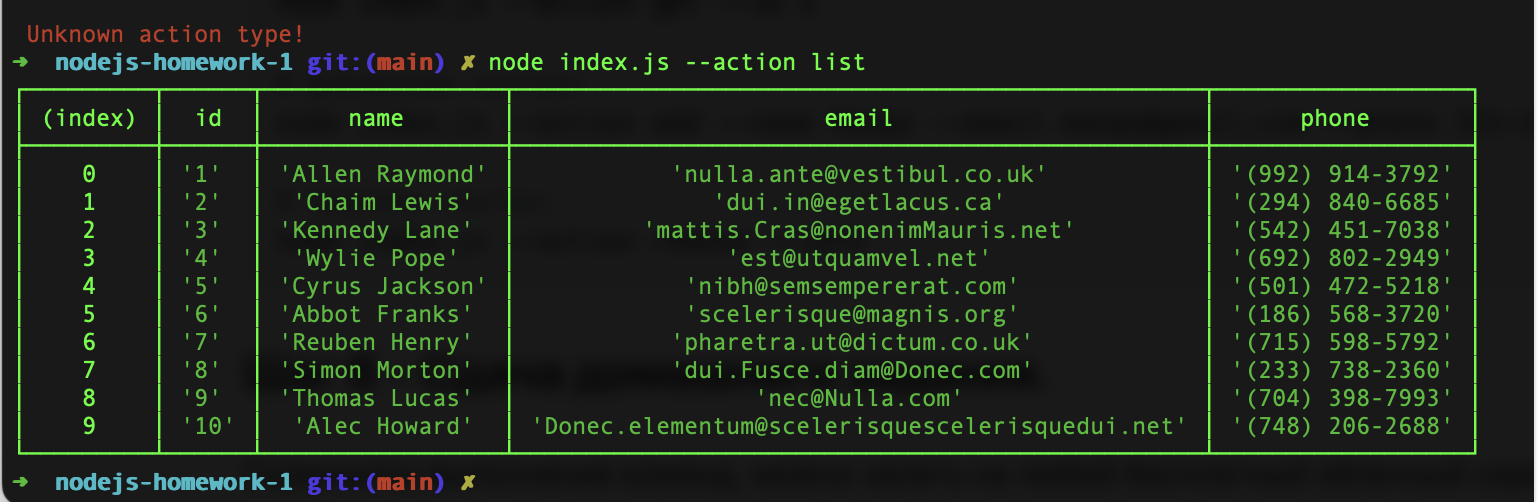 Unknown action type!
➜ nodejs-homework-1 git:(main) ✗ node index.js --action list
(index) id name email phone
0 '1' 'Allen Raymond' 'nulla.ante@vestibul.co.uk' '(992) 914-3792'
1 '2' 'Chaim Lewis' 'dui.in@egetlacus.ca' '(294) 840-6685'
2 '3' 'Kennedy Lane' 'mattis.Cras@nonenimMauris.net' '(542) 451-7038'
3 '4' 'Wylie Pope' 'est@utquamvel.net' '(692) 802-2949'
4 '5' 'Cyrus Jackson' 'nibh@semsempererat.com' '(501) 472-5218'
5 '6' 'Abbot Franks' 'scelerisque@magnis.org' '(186) 568-3720'
6 '7' 'Reuben Henry' 'pharetra.ut@dictum.co.uk' '(715) 598-5792'
7 '8' 'Simon Morton' 'dui.Fusce.diam@Donec.com' '(233) 738-2360'
8 '9' 'Thomas Lucas' 'nec@Nulla.com' '(704) 398-7993'
9 '10' 'Alec Howard' 'Donec.elementum@scelerisquescelerisquedui.net' '(748) 206-2688'
➜ nodejs-homework-1 git:(main) ✗